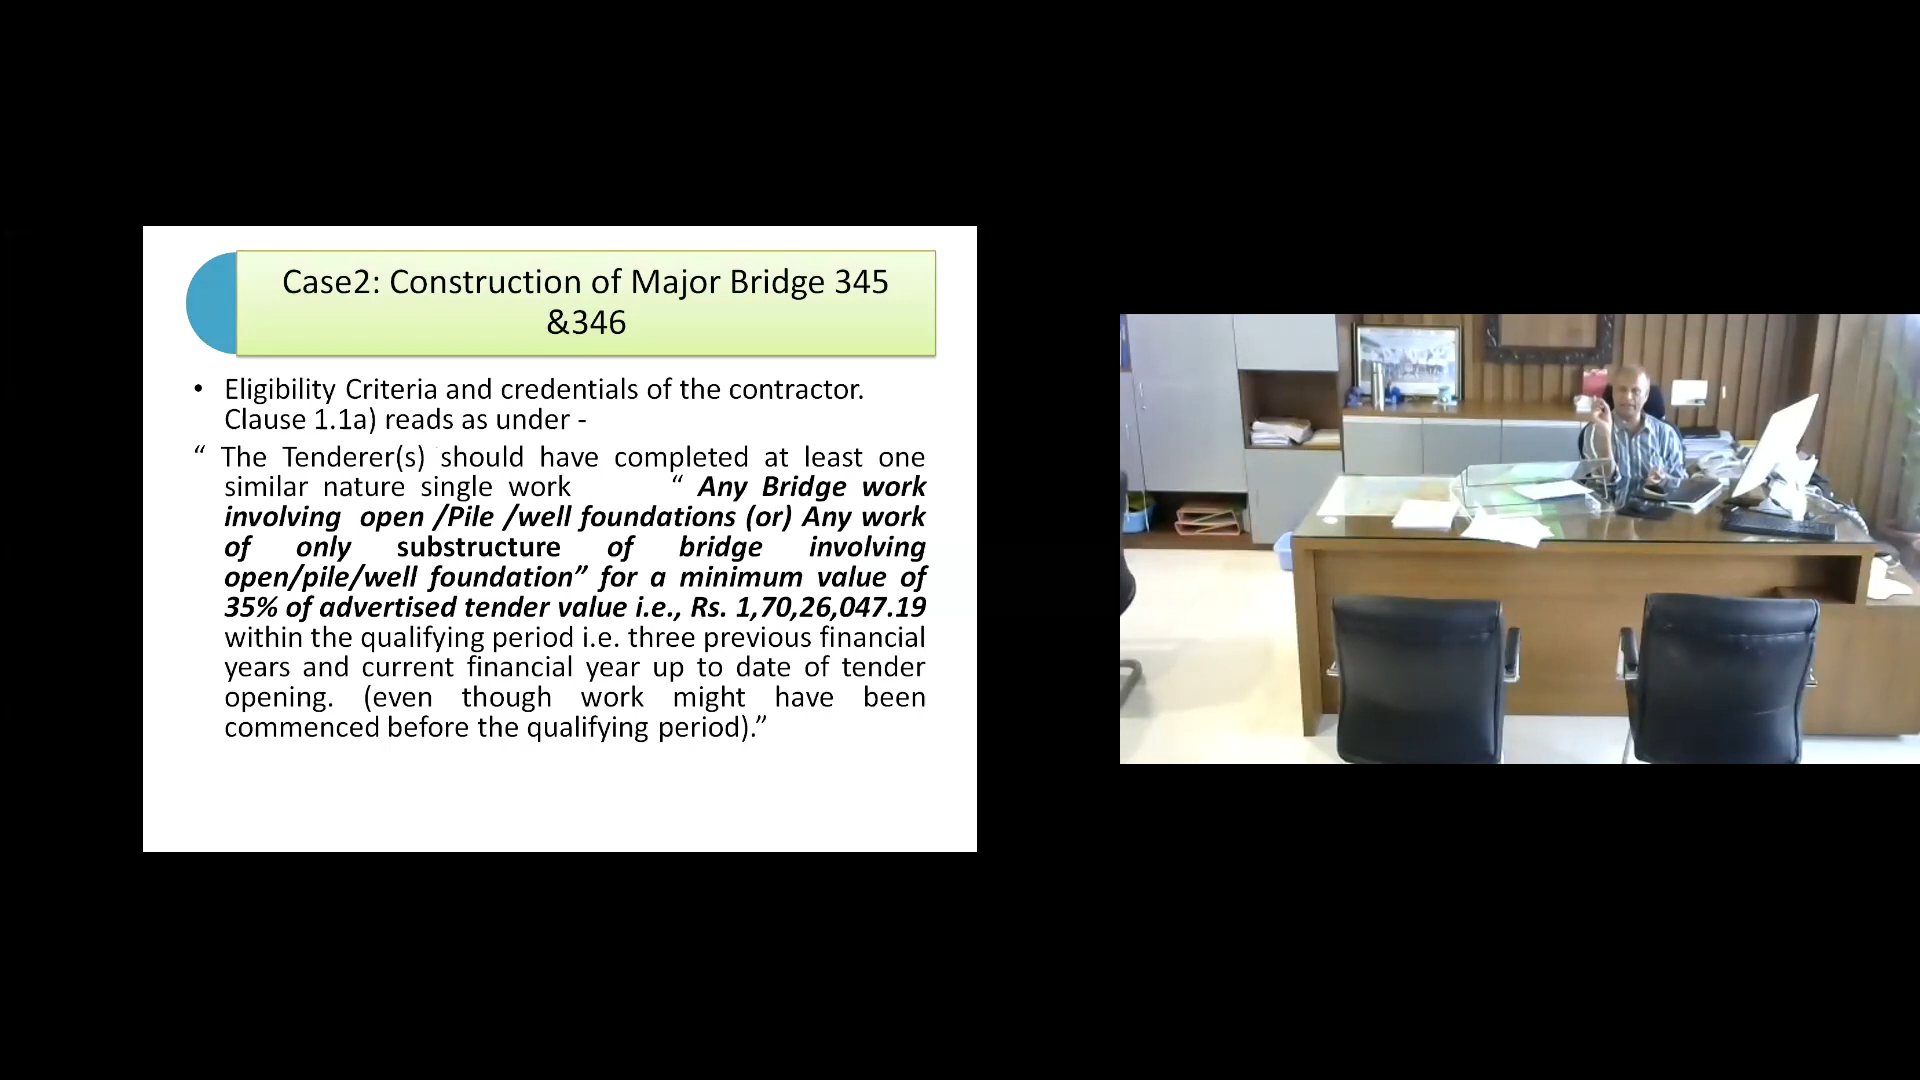 Case2: Construction of Major Bridge 345
&346
• Eligibility Criteria and credentials of the contractor.
Clause 1.1a) reads as under -
“ The Tenderer(s) should have completed at least one
similar nature single work “ Any Bridge work
involving open /Pile /well foundations (or) Any work
of only substructure of bridge involving
open/pile/well foundation” for a minimum value of
35% of advertised tender value i.e., Rs. 1,70,26,047.19
within the qualifying period i.e. three previous financial
years and current financial year up to date of tender
opening. (even though work might have been
commenced before the qualifying period).”